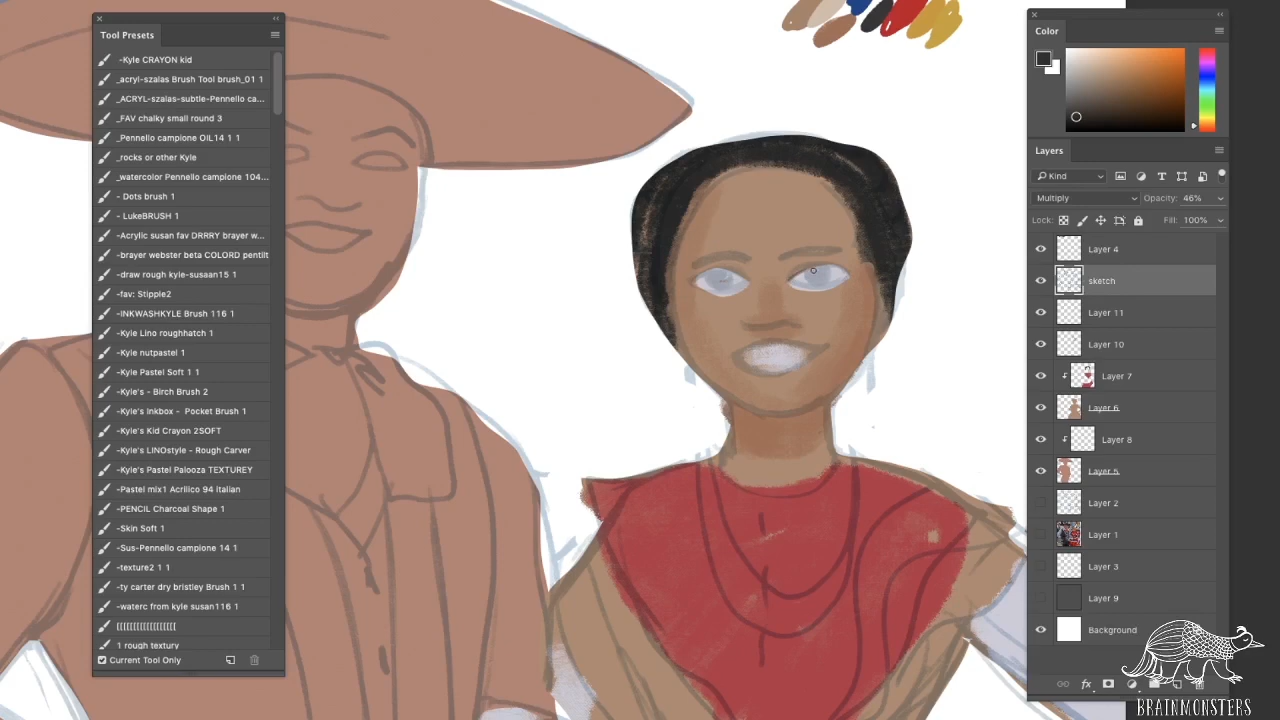 Tool Presets
-Kyle CRAYON kid
_acryl-szalas Brush Tool brush_01 1
_ACRYL-szalas-subtle-Pennello ca...
_FAV chalky small round 3
_Pennello campione OIL14 1 1
_rocks or other Kyle
_watercolor Pennello campione 104...
- Dots brush 1
- LukeBRUSH 1
-Acrylic susan fav DRRRY brayer w...
-brayer webster beta COLORD pentilt
-draw rough kyle-susaan15 1
-fav: Stipple2
-INKWASHKYLE Brush 116 1
-Kyle Lino roughhatch 1
-Kyle nutpastel 1
-Kyle Pastel Soft 1 1
-Kyle's - Birch Brush 2
-Kyle's Inkbox - Pocket Brush 1
-Kyle's Kid Crayon 2SOFT
-Kyle's LINOstyle - Rough Carver
-Kyle's Pastel Palooza TEXTUREY
-Pastel mix1 Acrilico 94 italian
-PENCIL Charcoal Shape 1
-Skin Soft 1
-Sus-Pennello campione 14 1
-texture2 1 1
-ty carter dry bristley Brush 1 1
-waterc from kyle susan116 1
((((((((((((((((((
1 rough textury
Current Tool Only
Color
Layers
Kind
Multiply Opacity: 46%
Lock: Fill: 100%
Layer 4
sketch
Layer 11
Layer 10
Layer 7
Layer 6
Layer 8
Layer 5
Layer 2
Layer 1
Layer 3
Layer 9
Background
fx
BRAINMONSTERS